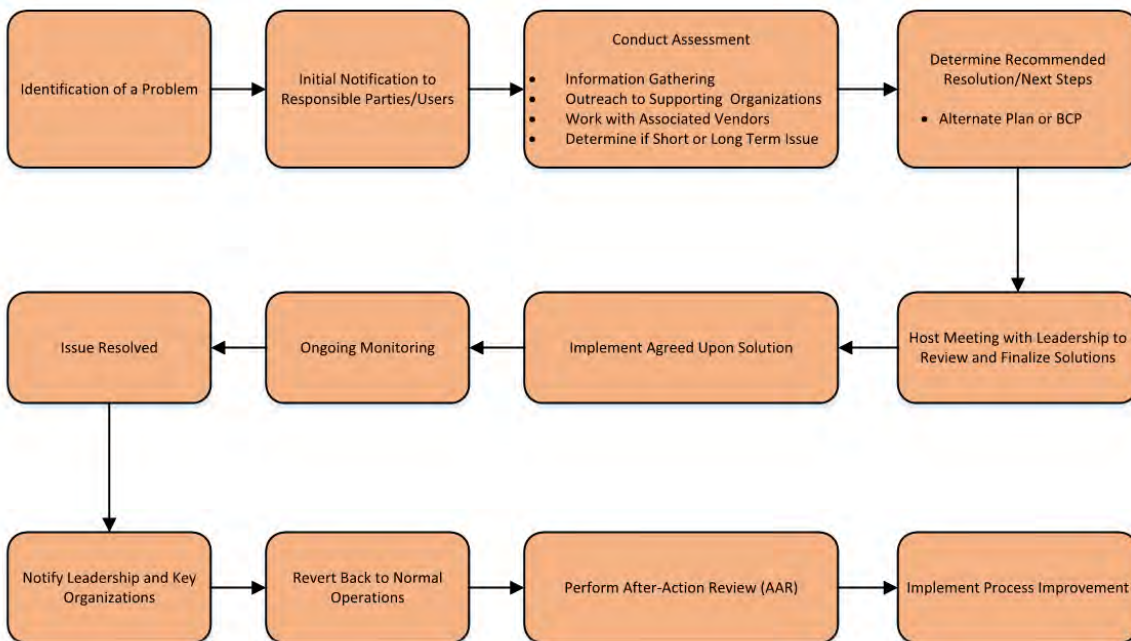 Identification of a Problem
Initial Notification to
Responsible Parties/Users
Conduct Assessment
• Information Gathering
• Outreach to Supporting Organizations
• Work with Associated Vendors
• Determine if Short or Long Term Issue
Determine Recommended
Resolution/Next Steps
• Alternate Plan or BCP
Host Meeting with Leadership to
Review and Finalize Solutions
Implement Agreed Upon Solution
Ongoing Monitoring
Issue Resolved
Notify Leadership and Key
Organizations
Revert Back to Normal
Operations
Perform After-Action Review (AAR)
Implement Process Improvement